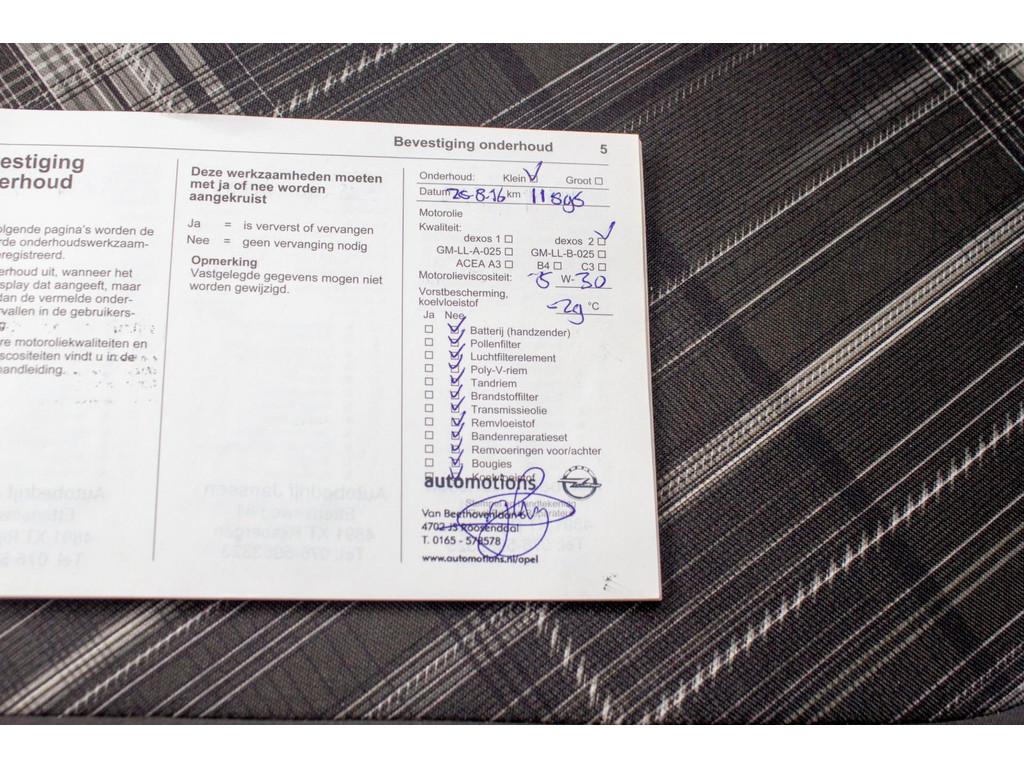 Bevestiging onderhoud 5
estiging
erhoud
olgende pagina's worden de
rde onderhoudswerkzaam-
eregistreerd.
erhoud uit, wanneer het
splay dat aangeeft, maar
dan de vermelde onder-
rvallen in de gebruikers-
g.
re motoroliekwaliteiten en
scositeiten vindt u in de
andleiding.
Deze werkzaamheden moeten
met ja of nee worden
aangekruist
Ja = is ververst of vervangen
Nee = geen vervanging nodig
Opmerking
Vastgelegde gegevens mogen niet
worden gewijzigd.
Onderhoud: Klein Groot
Datum 25-8-16 km
Motorolie
Kwaliteit:
dexos 1 dexos 2
GM-LL-A-025 GM-LL-B-025
ACEA A3 B4 C3
Motorolieviscositeit: 5 W- 30
Vorstbescherming,
koelvloeistof -29 °C
Ja Nee
Batterij (handzender)
Pollenfilter
Luchtfilterelement
Poly-V-riem
Tandriem
Brandstoffilter
Transmissieolie
Remvloeistof
Bandenreparatieset
Remvoeringen voor/achter
Bougies
Koelvloeistof
automotions
Van Beethovenlaan 6
4702 JS Roosendaal
T. 0165 - 578578
www.automotions.nl/opel